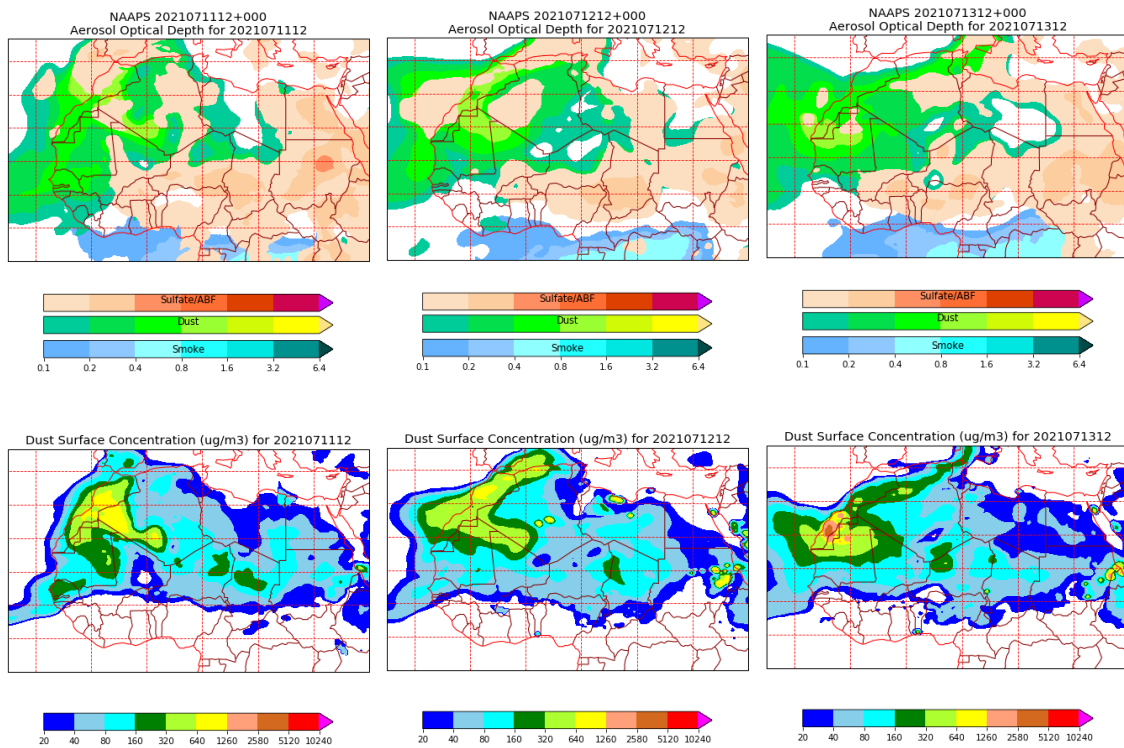 NAAPS 2021071112+000
Aerosol Optical Depth for 2021071112
NAAPS 2021071212+000
Aerosol Optical Depth for 2021071212
NAAPS 2021071312+000
Aerosol Optical Depth for 2021071312
Sulfate/ABF
Dust
Smoke
0.1 0.2 0.4 0.8 1.6 3.2 6.4
Sulfate/ABF
Dust
Smoke
0.1 0.2 0.4 0.8 1.6 3.2 6.4
Sulfate/ABF
Dust
Smoke
0.1 0.2 0.4 0.8 1.6 3.2 6.4
Dust Surface Concentration (ug/m3) for 2021071112
Dust Surface Concentration (ug/m3) for 2021071212
Dust Surface Concentration (ug/m3) for 2021071312
20 40 80 160 320 640 1260 2580 5120 10240
20 40 80 160 320 640 1260 2580 5120 10240
20 40 80 160 320 640 1260 2580 5120 10240